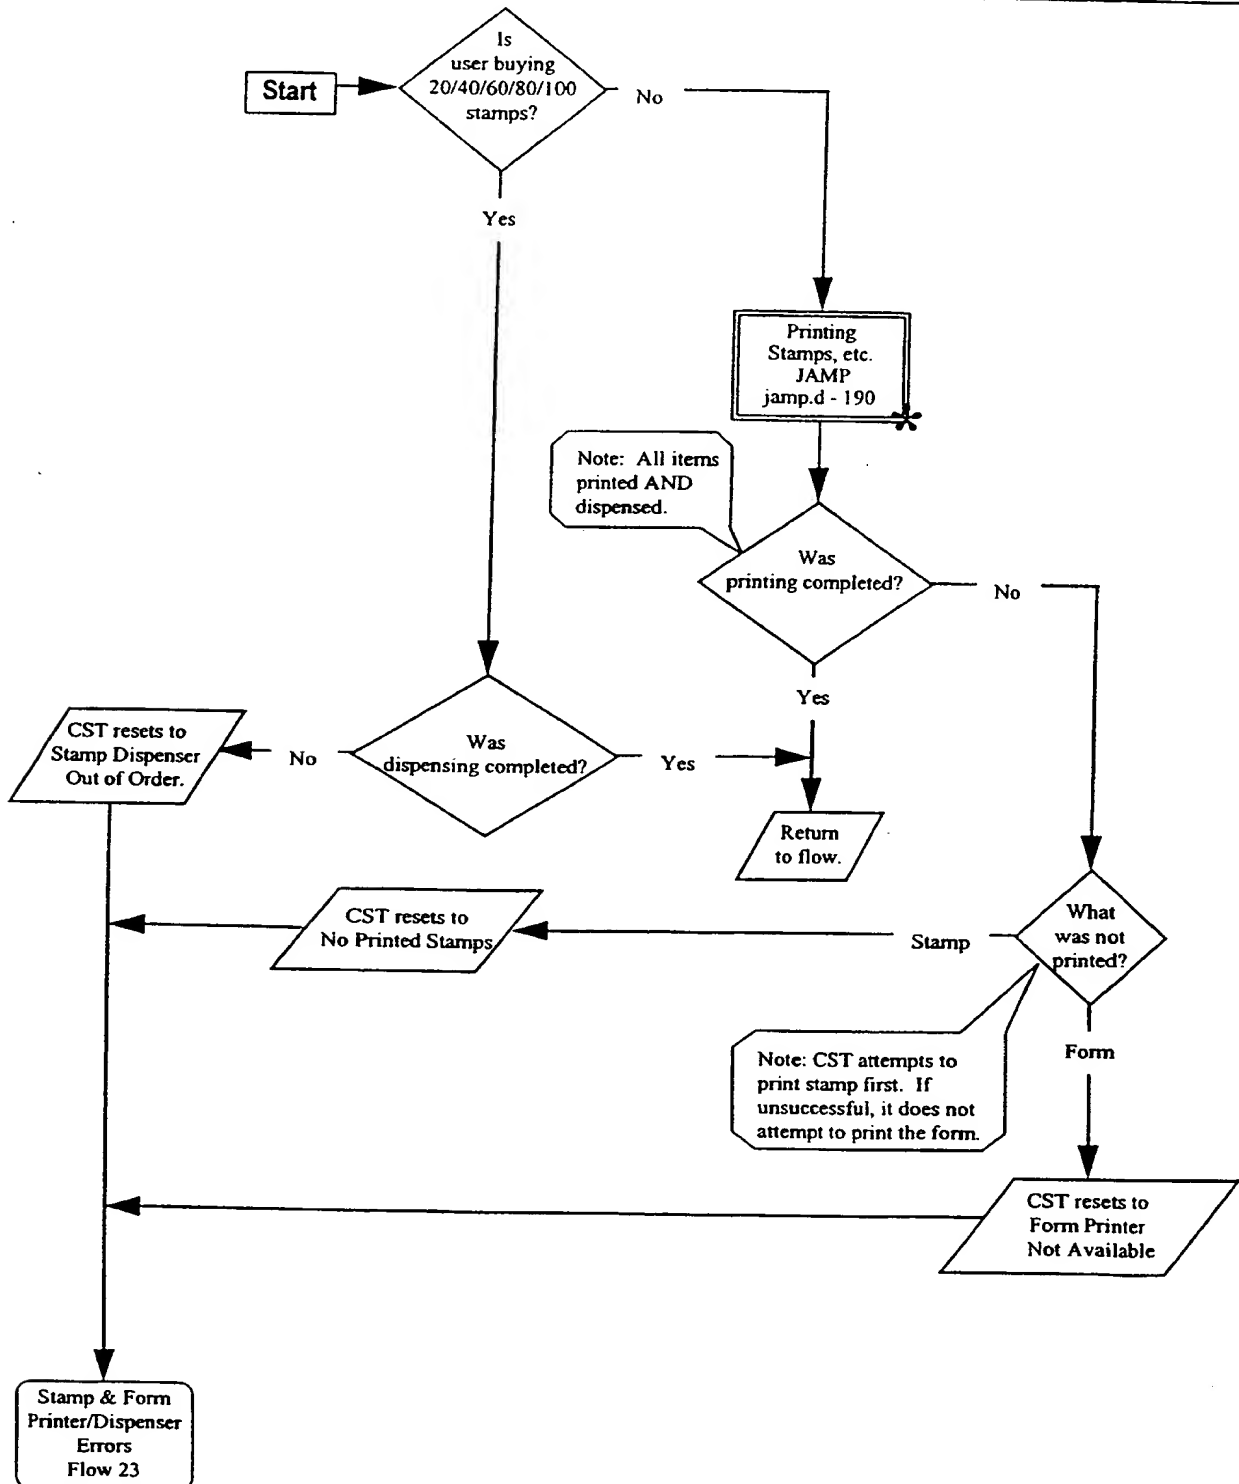 Is
user buying
20/40/60/80/100
stamps?
Start
No
Yes
Printing
Stamps, etc.
JAMP
jamp.d - 190
Note: All items
printed AND
dispensed.
Was
printing completed?
No
Yes
CST resets to
Stamp Dispenser
Out of Order.
No
Was
dispensing completed?
Yes
Return
to flow.
CST resets to
No Printed Stamps
Stamp
What
was not
printed?
Note: CST attempts to
print stamp first. If
unsuccessful, it does not
attempt to print the form.
Form
CST resets to
Form Printer
Not Available
Stamp & Form
Printer/Dispenser
Errors
Flow 23